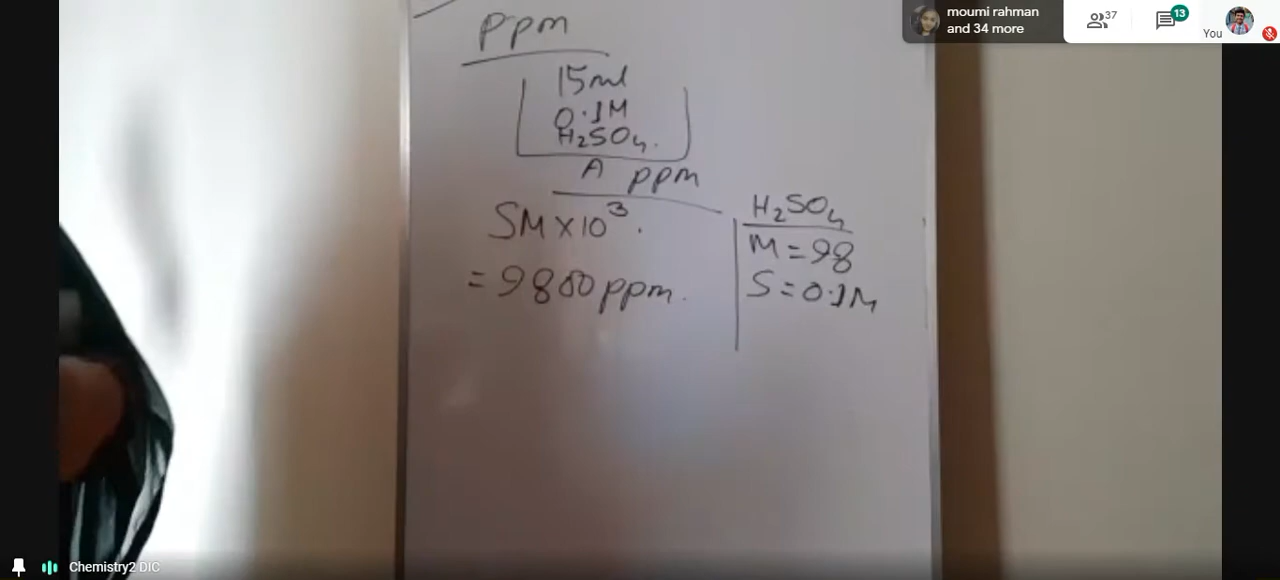 moumi rahman
and 34 more
37
13
You
ppm
15ml
0.1M
H₂SO₄.
A ppm
SM×10³.
=9800ppm.
H₂SO₄
M=98
S=0.1M
Chemistry2 DIC